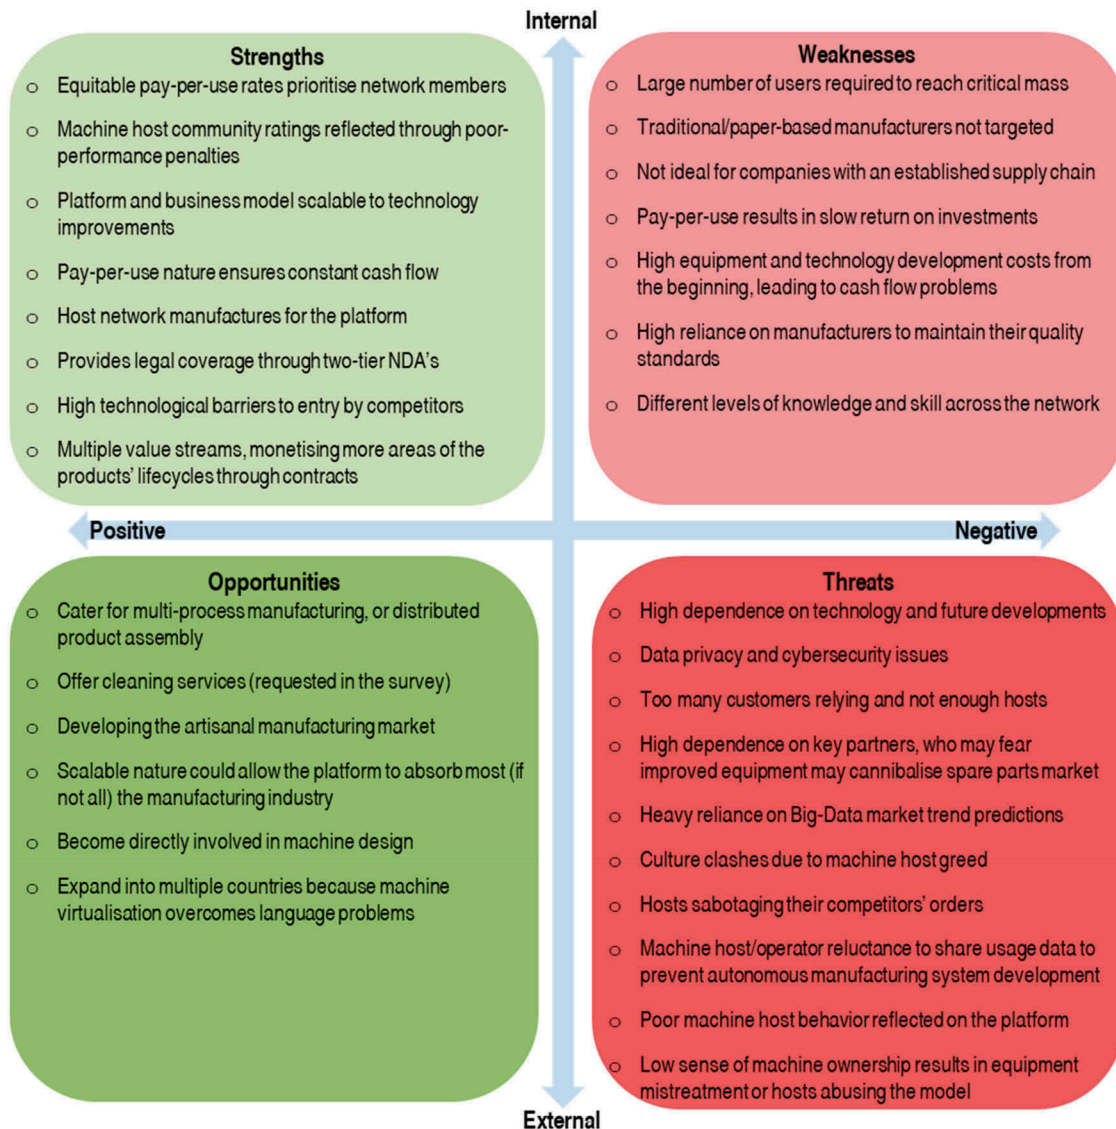 Internal
Strengths
o Equitable pay-per-use rates prioritise network members
o Machine host community ratings reflected through poor-
performance penalties
o Platform and business model scalable to technology
improvements
o Pay-per-use nature ensures constant cash flow
o Host network manufactures for the platform
o Provides legal coverage through two-tier NDA's
o High technological barriers to entry by competitors
o Multiple value streams, monetising more areas of the
products' lifecycles through contracts
Weaknesses
o Large number of users required to reach critical mass
o Traditional/paper-based manufacturers not targeted
o Not ideal for companies with an established supply chain
o Pay-per-use results in slow return on investments
o High equipment and technology development costs from
the beginning, leading to cash flow problems
o High reliance on manufacturers to maintain their quality
standards
o Different levels of knowledge and skill across the network
Positive
Negative
Opportunities
o Cater for multi-process manufacturing, or distributed
product assembly
o Offer cleaning services (requested in the survey)
o Developing the artisanal manufacturing market
o Scalable nature could allow the platform to absorb most (if
not all) the manufacturing industry
o Become directly involved in machine design
o Expand into multiple countries because machine
virtualisation overcomes language problems
Threats
o High dependence on technology and future developments
o Data privacy and cybersecurity issues
o Too many customers relying and not enough hosts
o High dependence on key partners, who may fear
improved equipment may cannibalise spare parts market
o Heavy reliance on Big-Data market trend predictions
o Culture clashes due to machine host greed
o Hosts sabotaging their competitors' orders
o Machine host/operator reluctance to share usage data to
prevent autonomous manufacturing system development
o Poor machine host behavior reflected on the platform
o Low sense of machine ownership results in equipment
mistreatment or hosts abusing the model
External